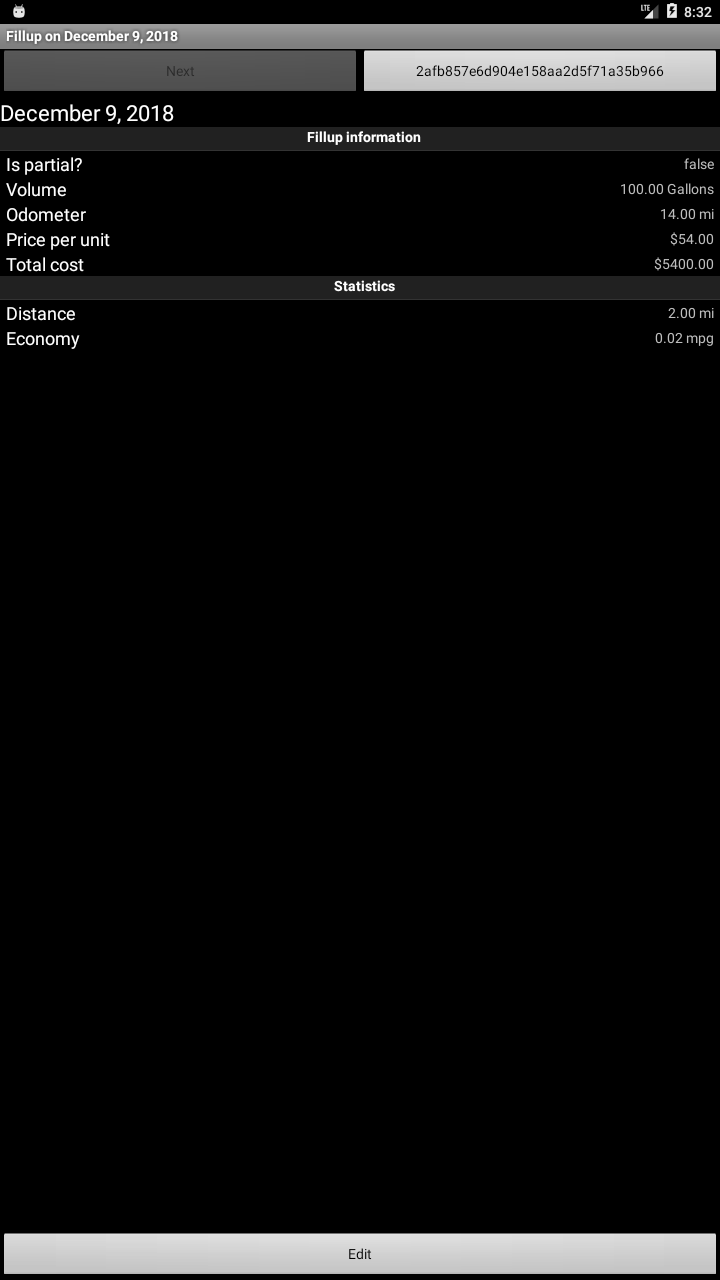 LTE 8:32
Fillup on December 9, 2018
Next 2afb857e6d904e158aa2d5f71a35b966
December 9, 2018
Fillup information
Is partial? false
Volume 100.00 Gallons
Odometer 14.00 mi
Price per unit $54.00
Total cost $5400.00
Statistics
Distance 2.00 mi
Economy 0.02 mpg
Edit